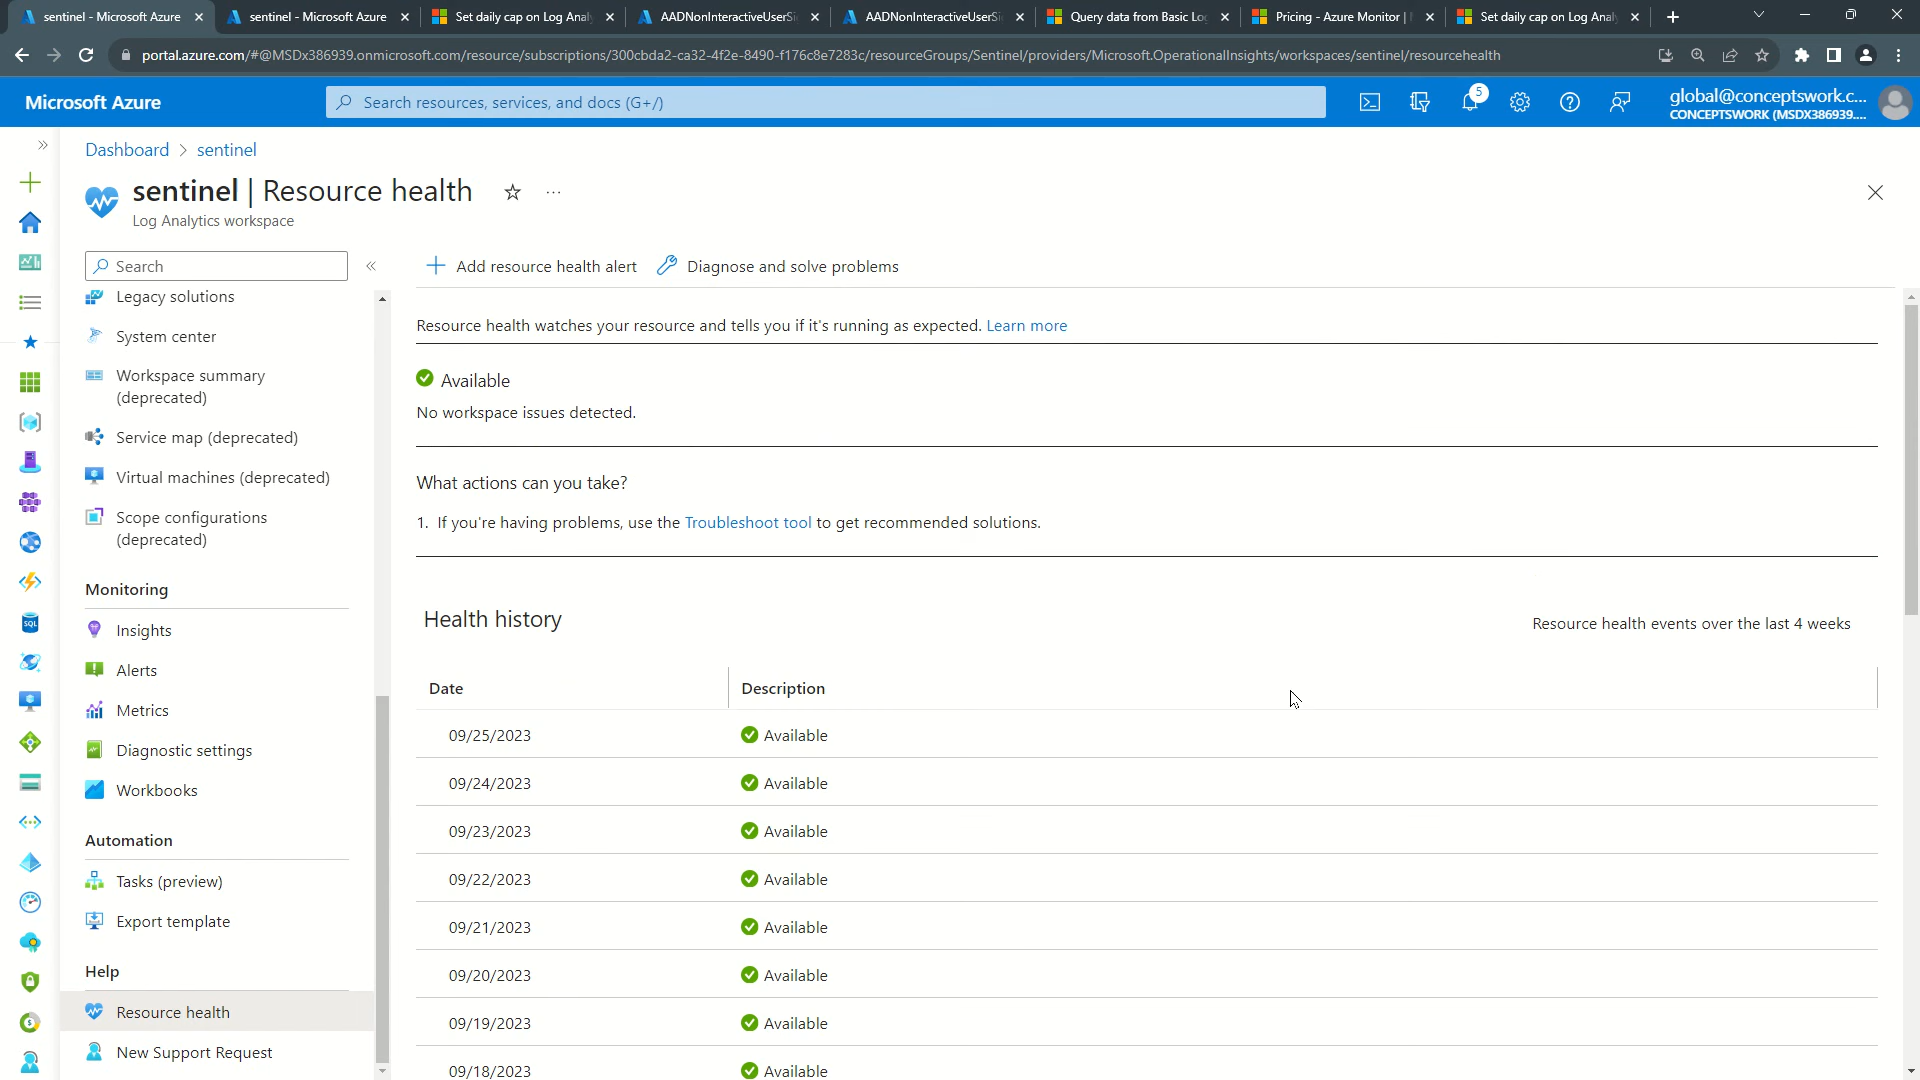 sentinel - Microsoft Azure
sentinel - Microsoft Azure
Set daily cap on Log Anal
AADNonInteractiveUserSi
AADNonInteractiveUserSi
Query data from Basic Lo
Pricing - Azure Monitor |
Set daily cap on Log Anal
portal.azure.com/#@MSDx386939.onmicrosoft.com/resource/subscriptions/300cbda2-ca32-4f2e-8490-f176c8e7283c/resourceGroups/Sentinel/providers/Microsoft.OperationalInsights/workspaces/sentinel/resourcehealth
Microsoft Azure
Search resources, services, and docs (G+/)
5
global@conceptswork.c...
CONCEPTSWORK (MSDX386939....
Dashboard > sentinel
sentinel | Resource health
Log Analytics workspace
Search
Legacy solutions
System center
Workspace summary
(deprecated)
Service map (deprecated)
Virtual machines (deprecated)
Scope configurations
(deprecated)
Monitoring
Insights
Alerts
Metrics
Diagnostic settings
Workbooks
Automation
Tasks (preview)
Export template
Help
Resource health
New Support Request
Add resource health alert
Diagnose and solve problems
Resource health watches your resource and tells you if it's running as expected. Learn more
Available
No workspace issues detected.
What actions can you take?
1. If you're having problems, use the Troubleshoot tool to get recommended solutions.
Health history
Resource health events over the last 4 weeks
Date Description
09/25/2023 Available
09/24/2023 Available
09/23/2023 Available
09/22/2023 Available
09/21/2023 Available
09/20/2023 Available
09/19/2023 Available
09/18/2023 Available